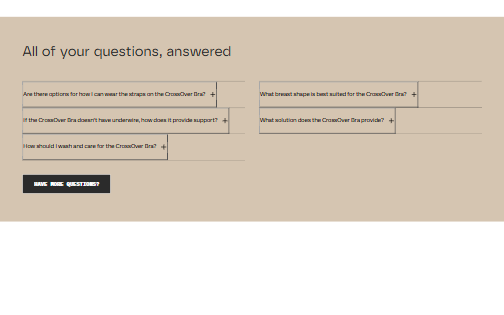 All of your questions, answered
Are there options for how I can wear the straps on the CrossOver Bra? +
What breast shape is best suited for the CrossOver Bra? +
If the CrossOver Bra doesn't have underwire, how does it provide support? +
What solution does the CrossOver Bra provide? +
How should I wash and care for the CrossOver Bra? +
HAVE MORE QUESTIONS?